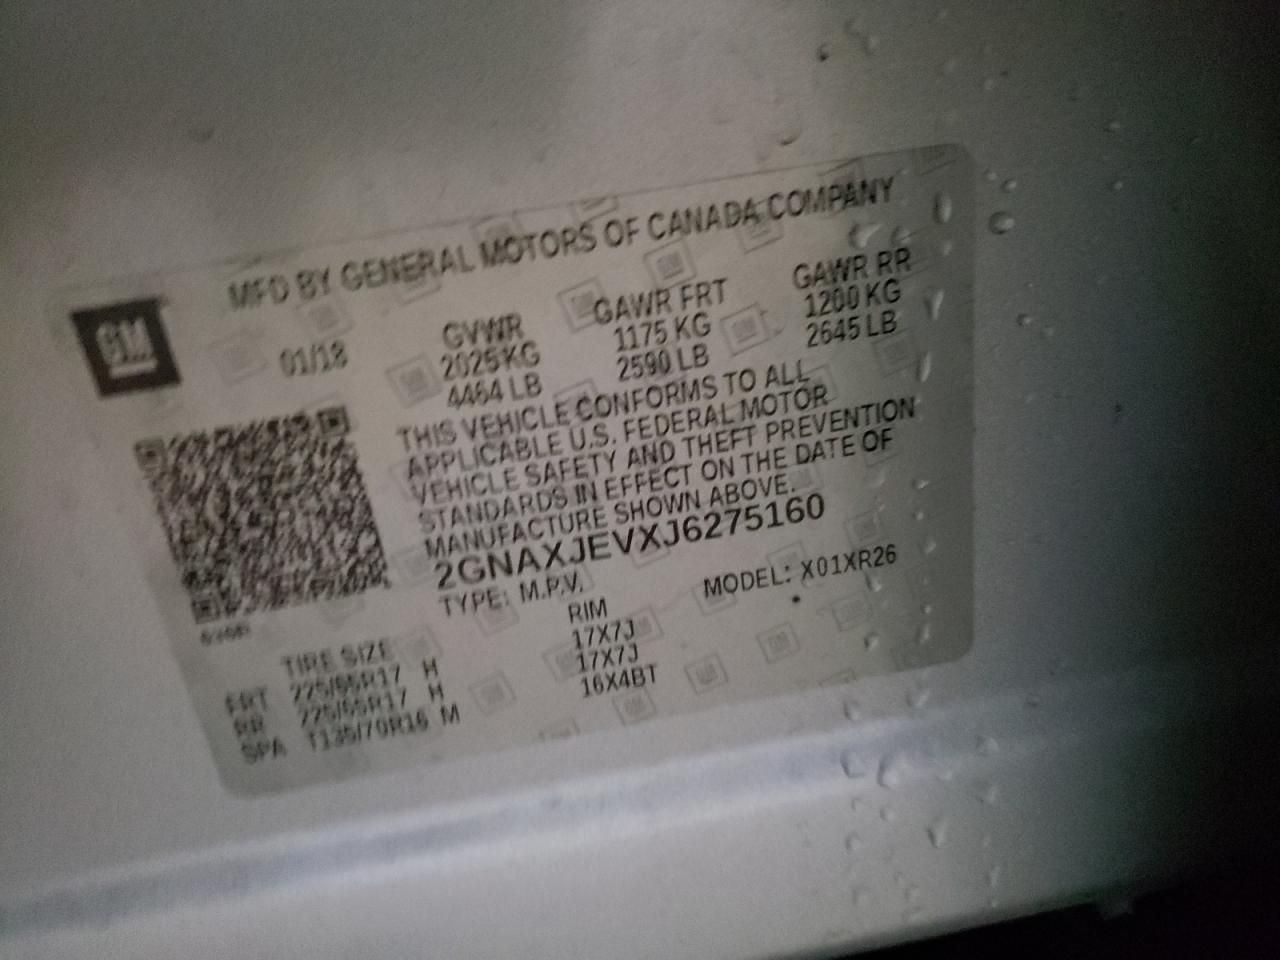 MFD BY GENERAL MOTORS OF CANADA COMPANY
GM
01/18 GVWR GAWR FRT GAWR RR
2025KG 1175 KG 1200 KG
4464 LB 2590 LB 2645 LB
THIS VEHICLE CONFORMS TO ALL
APPLICABLE U.S. FEDERAL MOTOR
VEHICLE SAFETY AND THEFT PREVENTION
STANDARDS IN EFFECT ON THE DATE OF
MANUFACTURE SHOWN ABOVE.
2GNAXJEVXJ6275160
TYPE: M.P.V. MODEL: X01XR26
TIRE SIZE RIM
FRT 225/65R17 H 17X7J
RR 225/65R17 H 17X7J
SPA T135/70R16 M 16X4BT